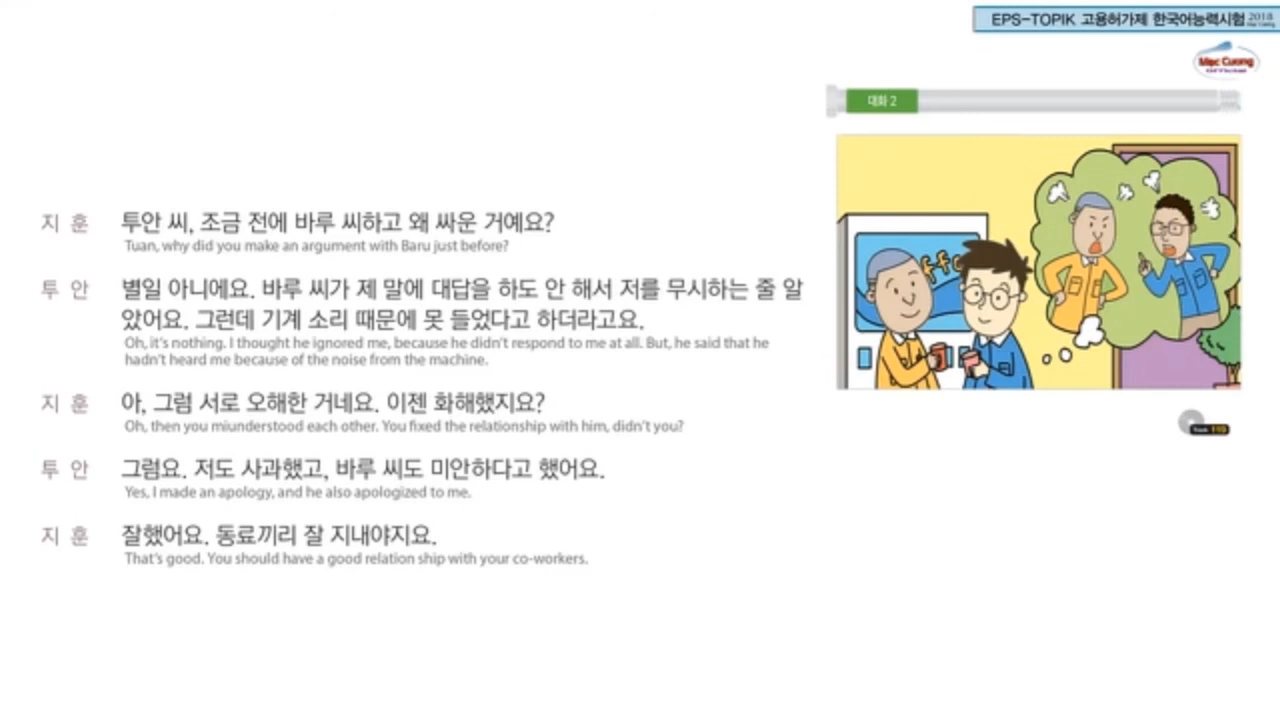 EPS-TOPIK 고용허가제 한국어능력시험 2018
Mạc Cương
대화 2
지 훈 투안 씨, 조금 전에 바루 씨하고 왜 싸운 거예요?
Tuan, why did you make an argument with Baru just before?
투 안 별일 아니에요. 바루 씨가 제 말에 대답을 하도 안 해서 저를 무시하는 줄 알
았어요. 그런데 기계 소리 때문에 못 들었다고 하더라고요.
Oh, it's nothing. I thought he ignored me, because he didn't respond to me at all. But, he said that he
hadn't heard me because of the noise from the machine.
지 훈 아, 그럼 서로 오해한 거네요. 이젠 화해했지요?
Oh, then you miunderstood each other. You fixed the relationship with him, didn't you?
투 안 그럼요. 저도 사과했고, 바루 씨도 미안하다고 했어요.
Yes, I made an apology, and he also apologized to me.
지 훈 잘했어요. 동료끼리 잘 지내야지요.
That's good. You should have a good relation ship with your co-workers.
ffe
Track 110